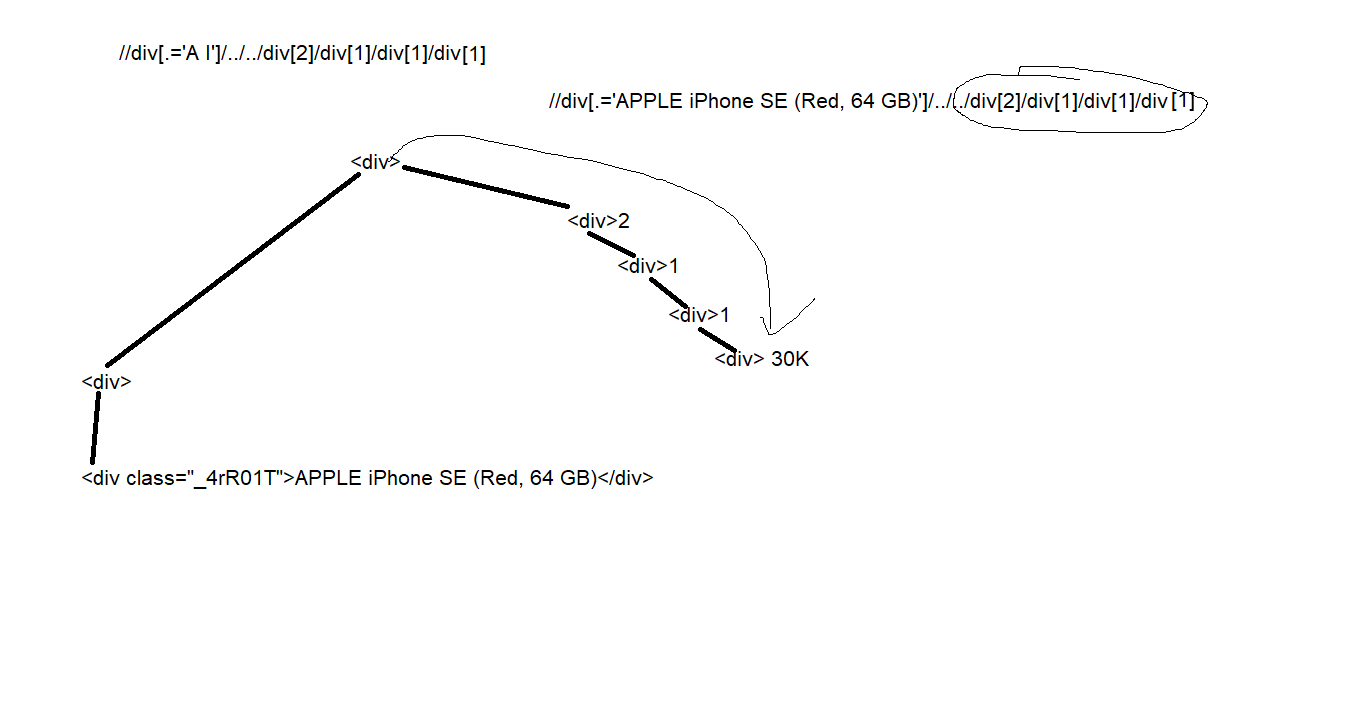 //div[.='A I']/../../div[2]/div[1]/div[1]/div[1]
//div[.='APPLE iPhone SE (Red, 64 GB)']/../../div[2]/div[1]/div[1]/div[1]
<div>
<div>2
<div>1
<div>1
<div> 30K
<div>
<div class="_4rR01T">APPLE iPhone SE (Red, 64 GB)</div>